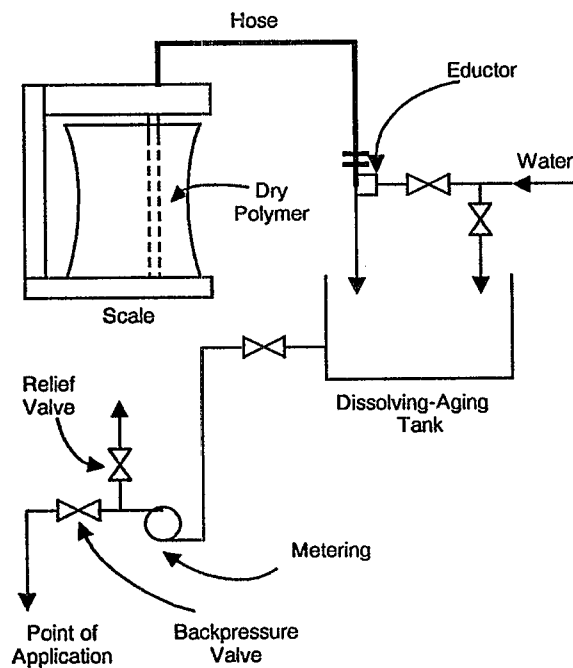 Hose
Eductor
Water
Dry
Polymer
Scale
Relief
Valve
Dissolving-Aging
Tank
Metering
Point of
Application
Backpressure
Valve